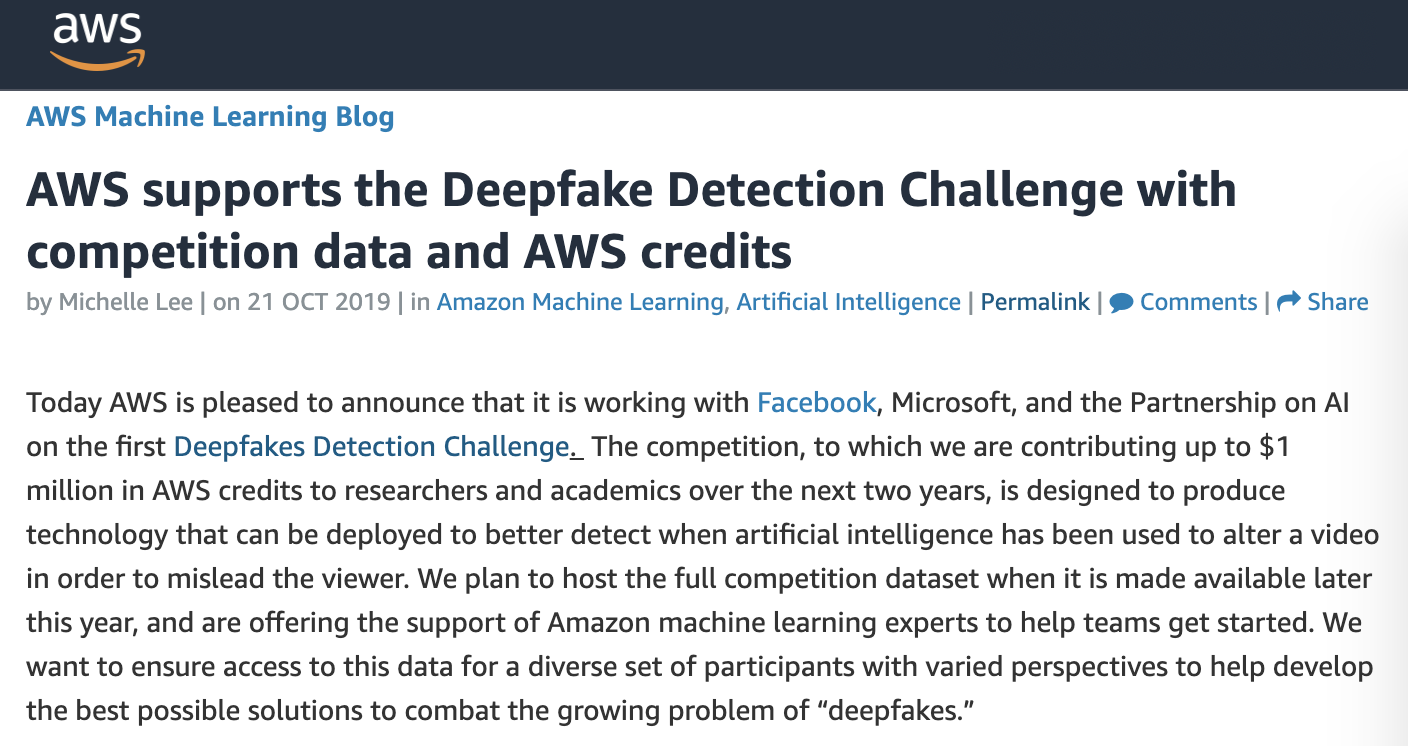 aws
AWS Machine Learning Blog
AWS supports the Deepfake Detection Challenge with
competition data and AWS credits
by Michelle Lee | on 21 OCT 2019 | in Amazon Machine Learning, Artificial Intelligence | Permalink | Comments | Share
Today AWS is pleased to announce that it is working with Facebook, Microsoft, and the Partnership on AI
on the first Deepfakes Detection Challenge.  The competition, to which we are contributing up to $1
million in AWS credits to researchers and academics over the next two years, is designed to produce
technology that can be deployed to better detect when artificial intelligence has been used to alter a video
in order to mislead the viewer. We plan to host the full competition dataset when it is made available later
this year, and are offering the support of Amazon machine learning experts to help teams get started. We
want to ensure access to this data for a diverse set of participants with varied perspectives to help develop
the best possible solutions to combat the growing problem of “deepfakes.”